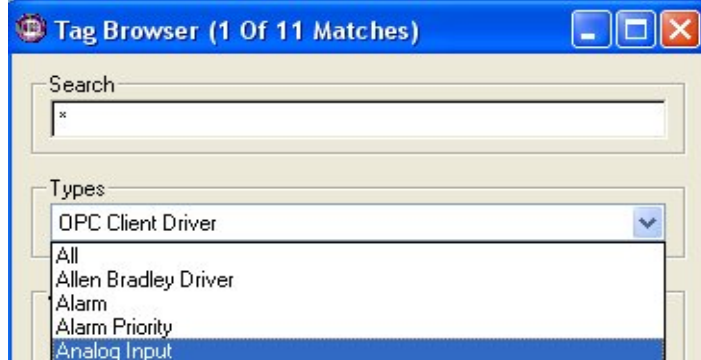 Tag Browser (1 Of 11 Matches)
Search
*
Types
OPC Client Driver
All
Allen Bradley Driver
Alarm
Alarm Priority
Analog Input